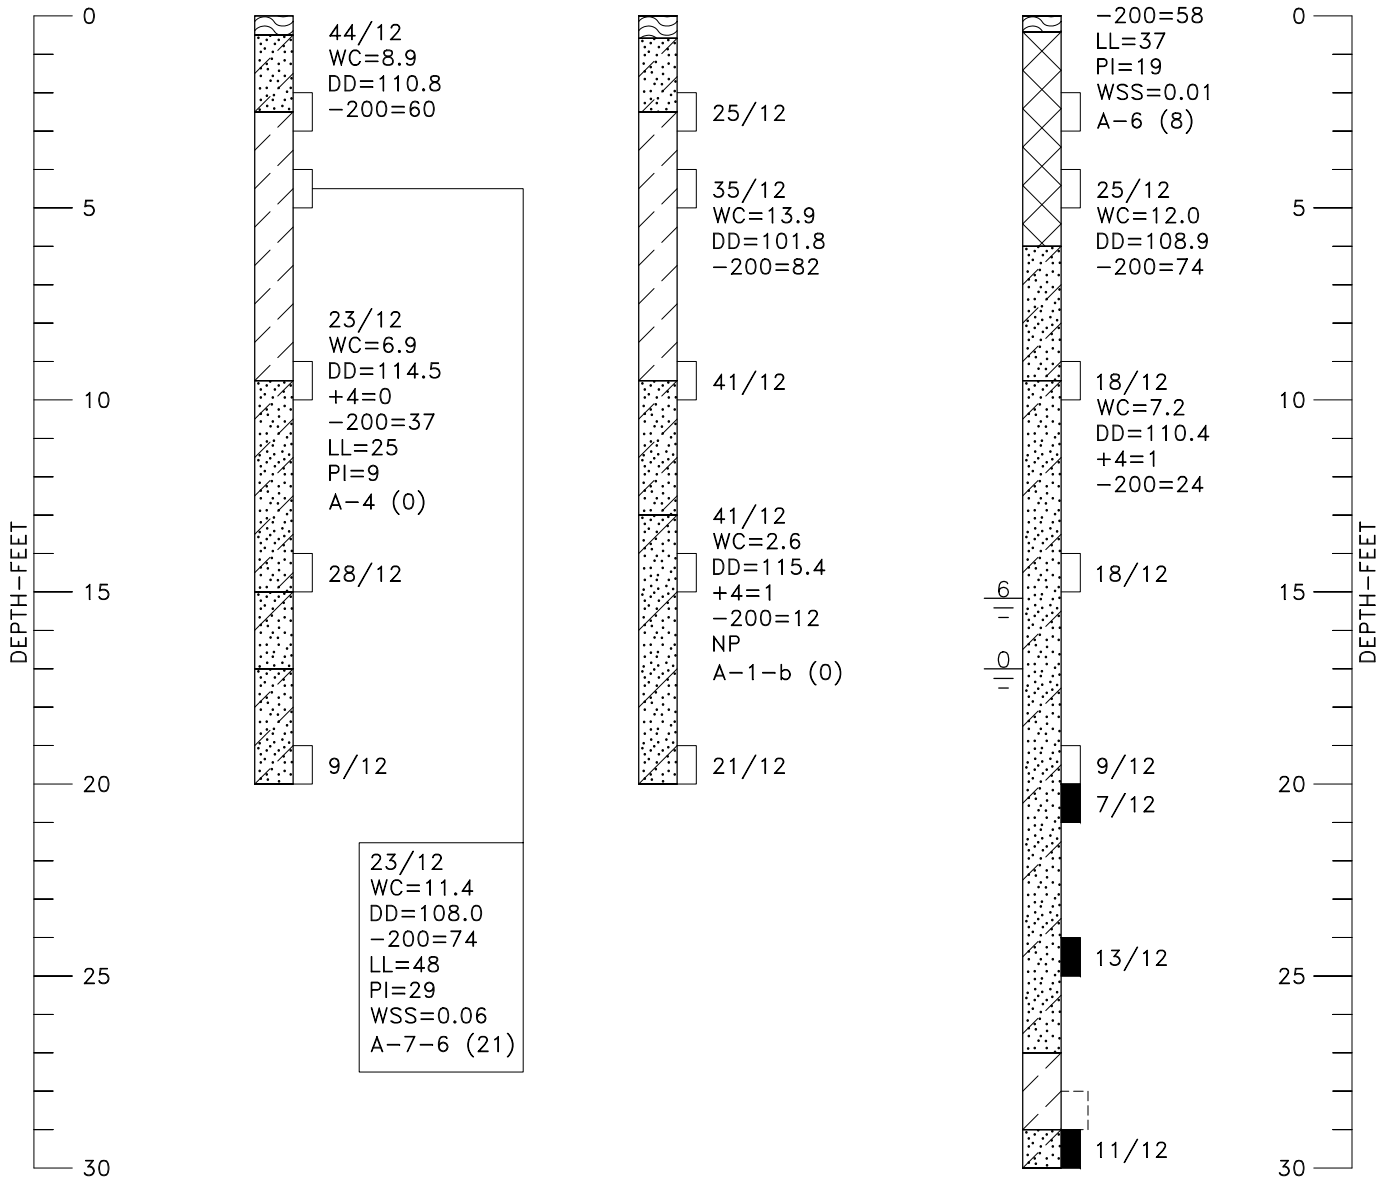 0
5
10
15
20
25
30
DEPTH-FEET
44/12
WC=8.9
DD=110.8
-200=60
23/12
WC=6.9
DD=114.5
+4=0
-200=37
LL=25
PI=9
A-4 (0)
28/12
9/12
23/12
WC=11.4
DD=108.0
-200=74
LL=48
PI=29
WSS=0.06
A-7-6 (21)
25/12
35/12
WC=13.9
DD=101.8
-200=82
41/12
41/12
WC=2.6
DD=115.4
+4=1
-200=12
NP
A-1-b (0)
21/12
-200=58
LL=37
PI=19
WSS=0.01
A-6 (8)
25/12
WC=12.0
DD=108.9
-200=74
18/12
WC=7.2
DD=110.4
+4=1
-200=24
18/12
6
0
9/12
7/12
13/12
11/12
0
5
10
15
20
25
30
DEPTH-FEET